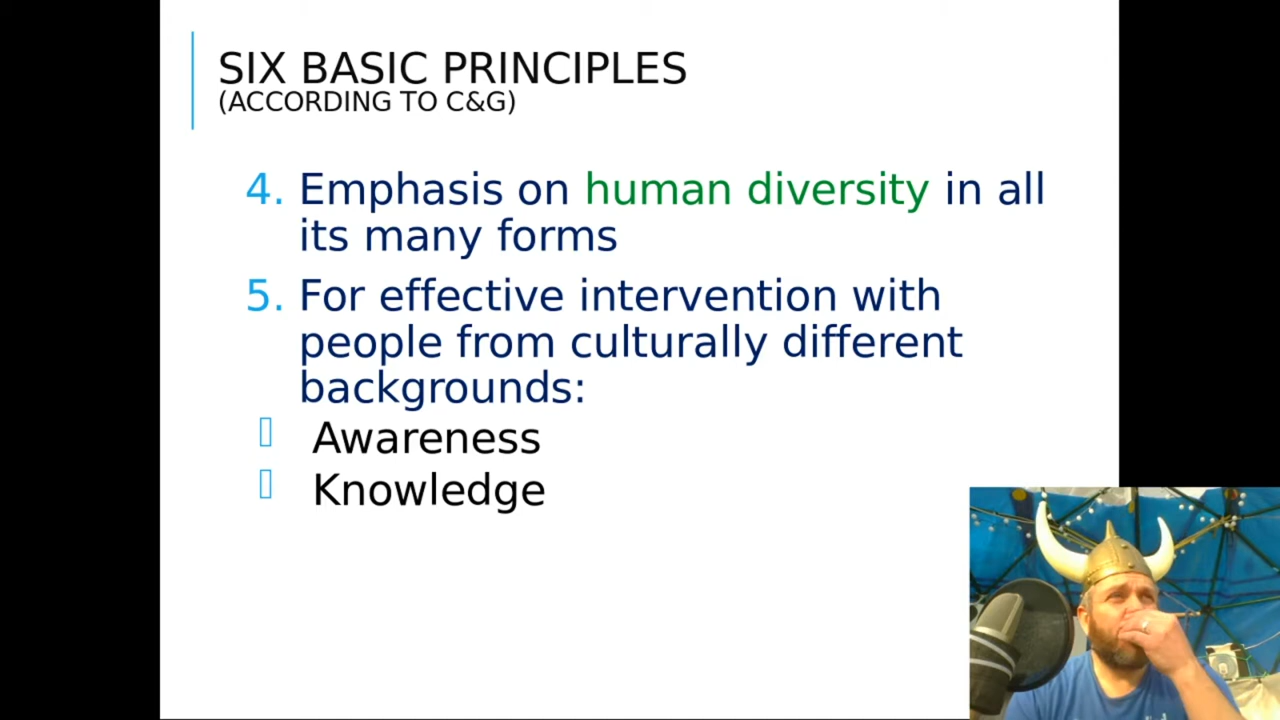 SIX BASIC PRINCIPLES
(ACCORDING TO C&G)
4. Emphasis on human diversity in all
its many forms
5. For effective intervention with
people from culturally different
backgrounds:
Awareness
Knowledge